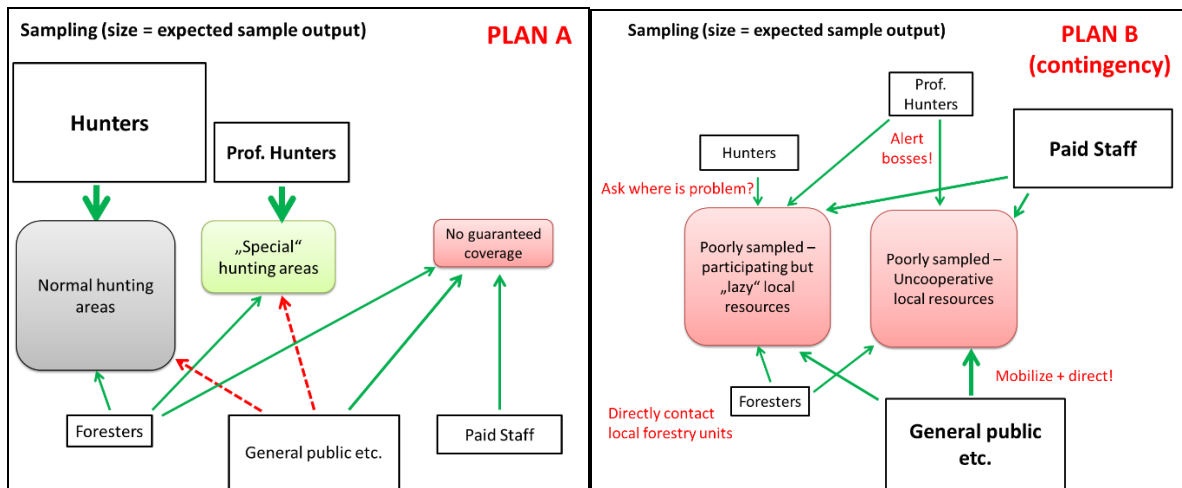 Sampling (size = expected sample output)
PLAN A
Hunters
Prof. Hunters
Normal hunting
areas
„Special“
hunting areas
No guaranteed
coverage
Foresters
General public etc.
Paid Staff
Sampling (size = expected sample output)
PLAN B
(contingency)
Prof.
Hunters
Hunters
Alert
bosses!
Paid Staff
Ask where is problem?
Poorly sampled –
participating but
„lazy“ local
resources
Poorly sampled –
Uncooperative
local resources
Mobilize + direct!
Foresters
Directly contact
local forestry units
General public
etc.